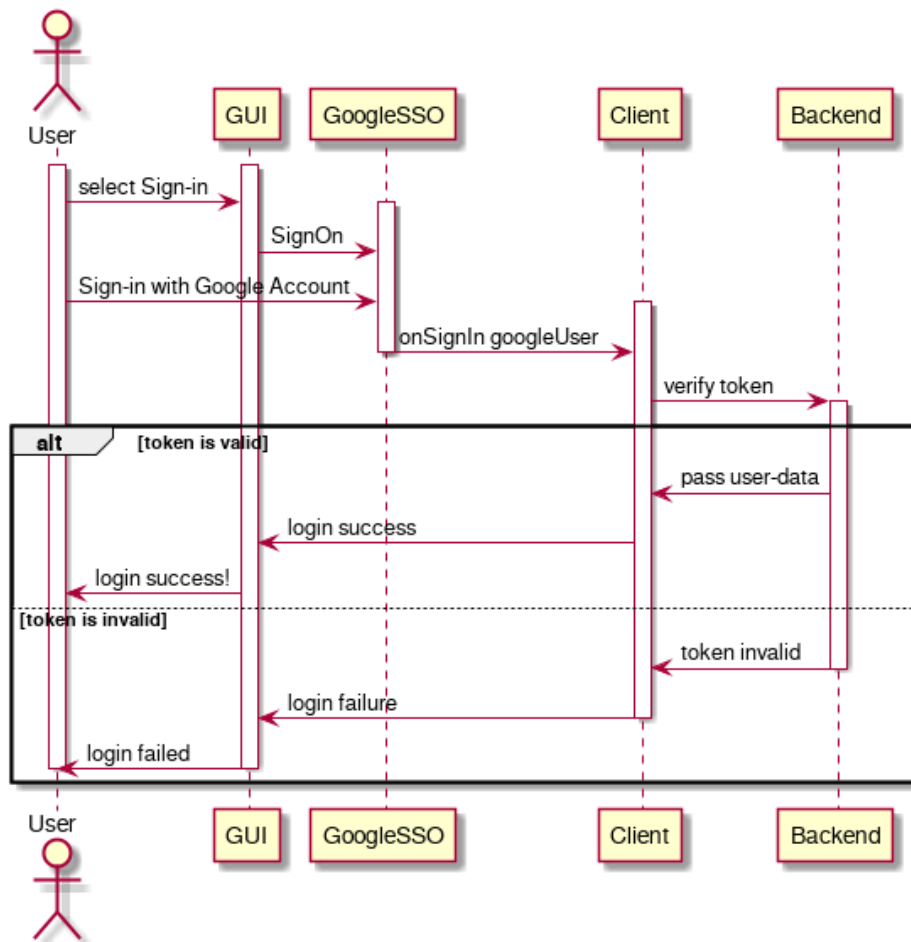 User
GUI
GoogleSSO
Client
Backend
select Sign-in
SignOn
Sign-in with Google Account
onSignIn googleUser
verify token
alt
[token is valid]
pass user-data
login success
login success!
[token is invalid]
token invalid
login failure
login failed
User
GUI
GoogleSSO
Client
Backend